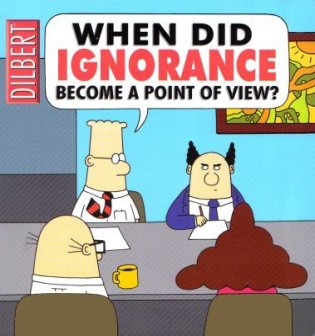 DILBERT
WHEN DID
IGNORANCE
BECOME A POINT OF VIEW?